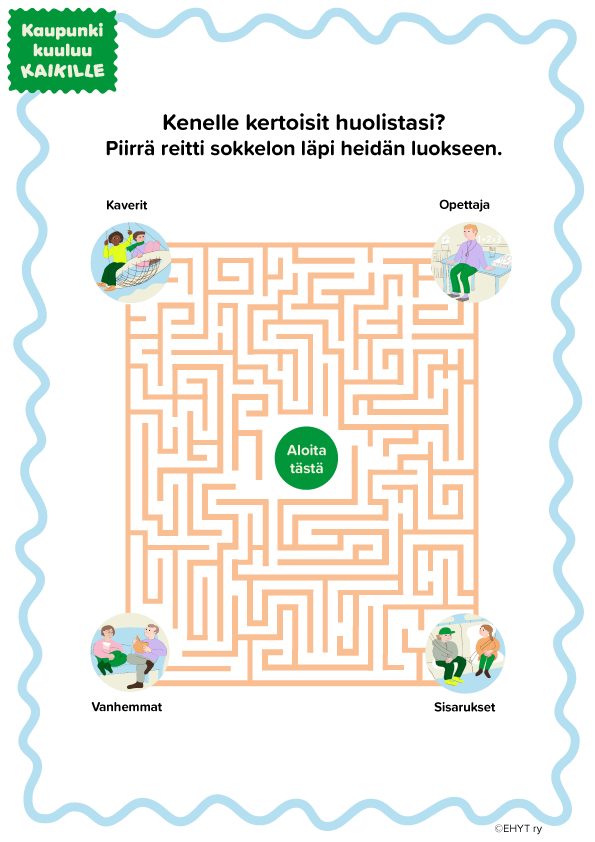 Kaupunki
kuuluu
KAIKILLE
Kenelle kertoisit huolistasi?
Piirrä reitti sokkelon läpi heidän luokseen.
Kaverit
Opettaja
Aloita
tästä
Vanhemmat
Sisarukset
©EHYT ry